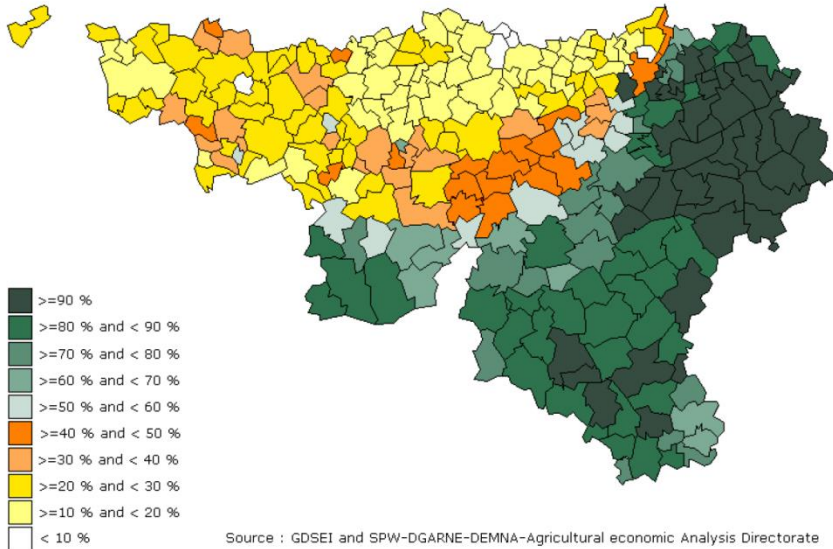 >=90 %
>=80 % and < 90 %
>=70 % and < 80 %
>=60 % and < 70 %
>=50 % and < 60 %
>=40 % and < 50 %
>=30 % and < 40 %
>=20 % and < 30 %
>=10 % and < 20 %
< 10 %
Source : GDSEI and SPW-DGARNE-DEMNA-Agricultural economic Analysis Directorate